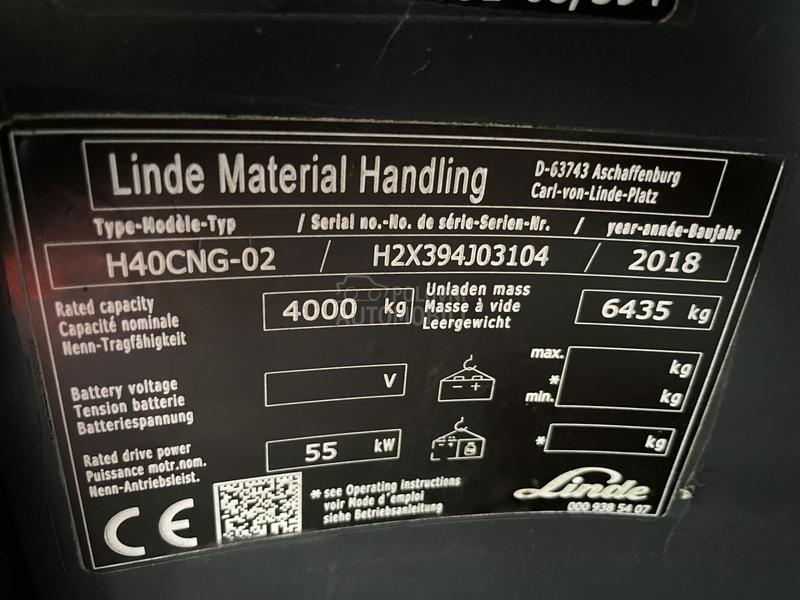 Linde Material Handling
D-63743 Aschaffenburg
Carl-von-Linde-Platz
Type-Modèle-Typ / Serial no.-No. de série-Serien-Nr. / year-année-Baujahr
H40CNG-02 / H2X394J03104 / 2018
Rated capacity
Capacité nominale
Nenn-Tragfähigkeit
4000 kg
Unladen mass
Masse à vide
Leergewicht
6435 kg
Battery voltage
Tension batterie
Batteriespannung
V
- +
max. kg
*
min. kg
Rated drive power
Puissance motr.nom.
Nenn-Antriebsleist.
55 kW
* kg
CE
* see Operating instructions
voir Mode d'emploi
siehe Betriebsanleitung
Linde
000 938 54 07
POLOVNI
AUTOMOBILI